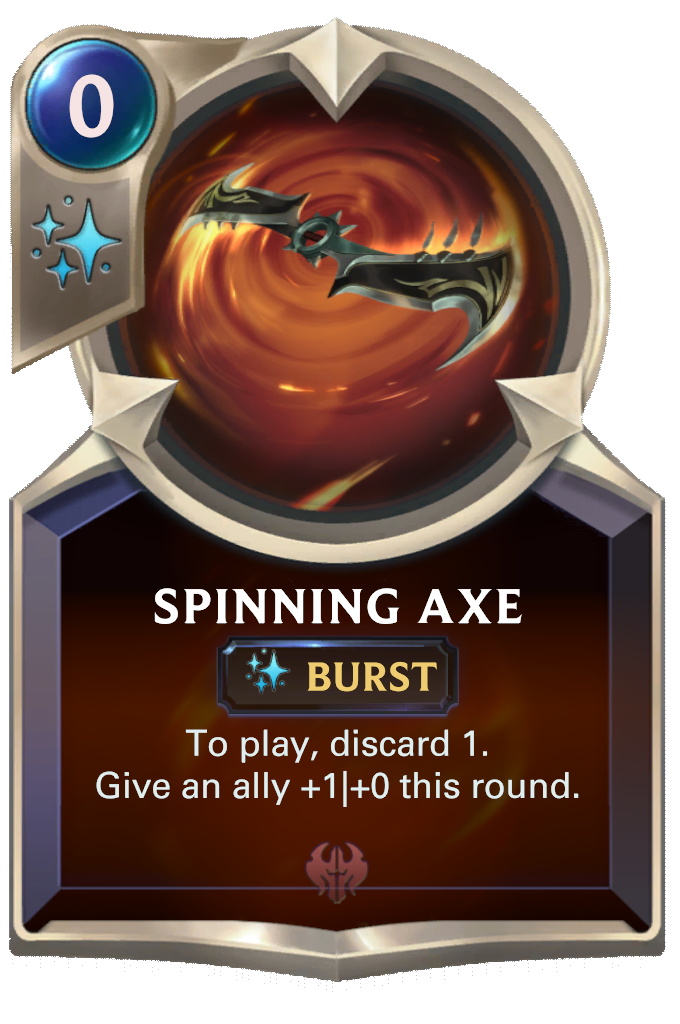 0
SPINNING AXE
BURST
To play, discard 1.
Give an ally +1|+0 this round.